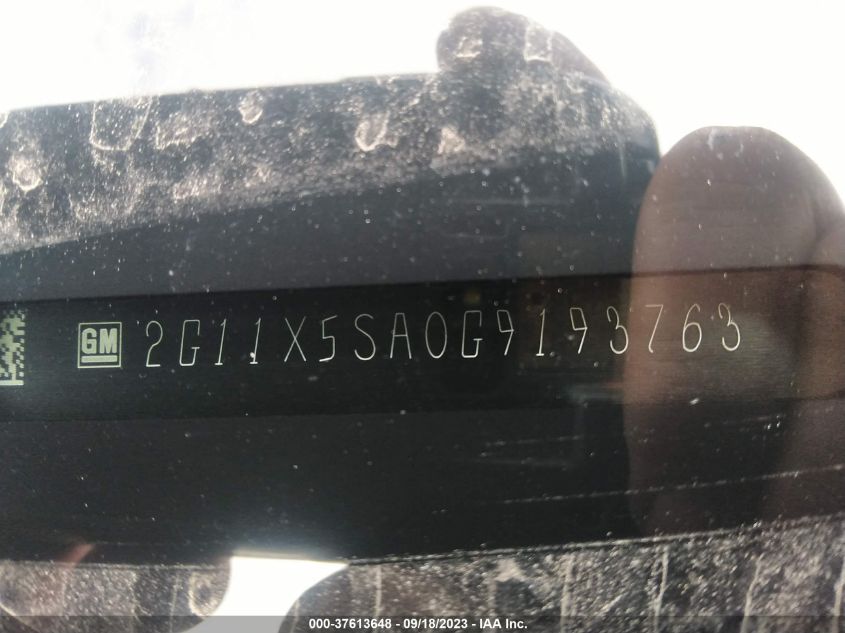 GM 2G11X5SA0G9193763
000-37613648 - 09/18/2023 - IAA Inc.